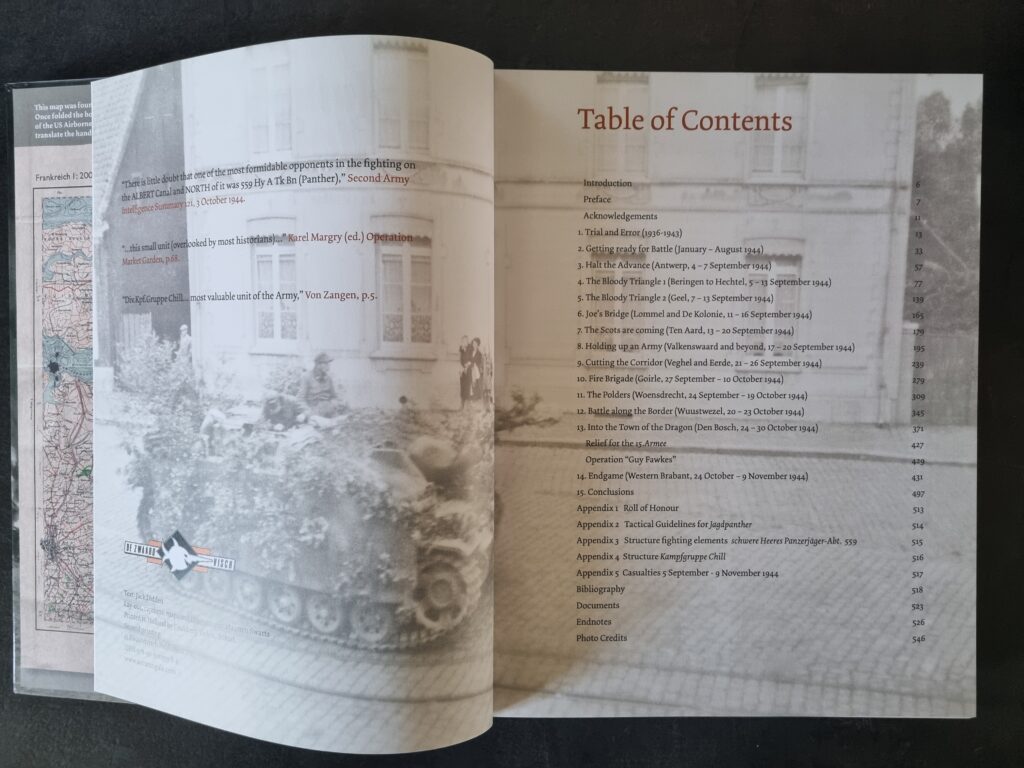 This map was foun
Once folded the bo
of the US Airborne
translate the hand
Frankreich 1: 200
"There is little doubt that one of the most formidable opponents in the fighting on
the ALBERT Canal and NORTH of it was 559 Hy A Tk Bn (Panther)," Second Army
Intelligence Summary 121, 3 October 1944.
"...this small unit (overlooked by most historians)..." Karel Margry (ed.) Operation
Market Garden, p.68.
"Div.Kpf.Gruppe Chill... most valuable unit of the Army," Von Zangen, p.5.
DE ZWAARD
VISCH
Text: Jack Didden
Table of Contents
Introduction 6
Preface 7
Acknowledgements 11
1. Trial and Error (1936-1943) 13
2. Getting ready for Battle (January – August 1944) 33
3. Halt the Advance (Antwerp, 4 – 7 September 1944) 57
4. The Bloody Triangle 1 (Beringen to Hechtel, 5 – 13 September 1944) 77
5. The Bloody Triangle 2 (Geel, 7 – 13 September 1944) 139
6. Joe's Bridge (Lommel and De Kolonie, 11 – 16 September 1944) 165
7. The Scots are coming (Ten Aard, 13 – 20 September 1944) 179
8. Holding up an Army (Valkenswaard and beyond, 17 – 20 September 1944) 195
9. Cutting the Corridor (Veghel and Eerde, 21 – 26 September 1944) 239
10. Fire Brigade (Goirle, 27 September – 10 October 1944) 279
11. The Polders (Woensdrecht, 24 September – 19 October 1944) 309
12. Battle along the Border (Wuustwezel, 20 – 23 October 1944) 345
13. Into the Town of the Dragon (Den Bosch, 24 – 30 October 1944) 371
Relief for the 15.Armee 427
Operation "Guy Fawkes" 429
14. Endgame (Western Brabant, 24 October – 9 November 1944) 431
15. Conclusions 497
Appendix 1 Roll of Honour 513
Appendix 2 Tactical Guidelines for Jagdpanther 514
Appendix 3 Structure fighting elements schwere Heeres Panzerjäger-Abt. 559 515
Appendix 4 Structure Kampfgruppe Chill 516
Appendix 5 Casualties 5 September - 9 November 1944 517
Bibliography 518
Documents 523
Endnotes 526
Photo Credits 546